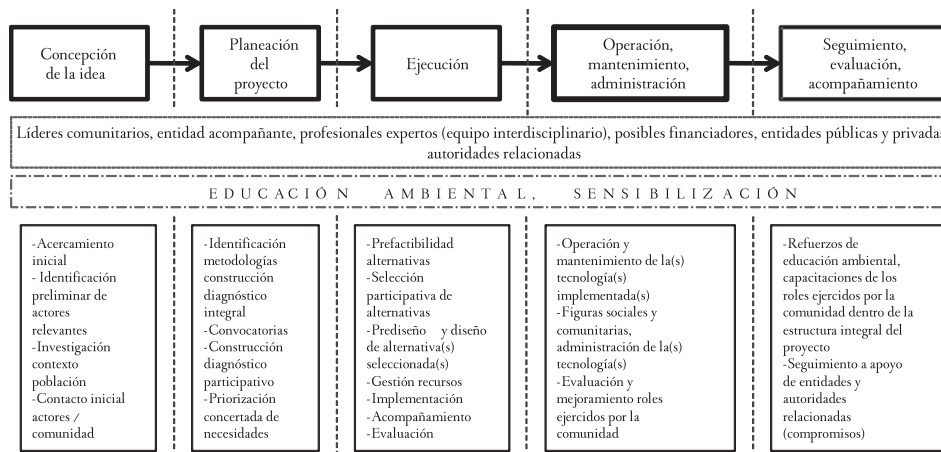 Concepción
de la idea
Planeación
del
proyecto
Ejecución
Operación,
mantenimiento,
administración
Seguimiento,
evaluación,
acompañamiento
Líderes comunitarios, entidad acompañante, profesionales expertos (equipo interdisciplinario), posibles financiadores, entidades públicas y privadas
autoridades relacionadas
EDUCACIÓN AMBIENTAL, SENSIBILIZACIÓN
-Acercamiento
inicial
- Identificación
preliminar de
actores
relevantes
-Investigación
contexto
población
-Contacto inicial
actores /
comunidad
-Identificación
metodologías
construcción
diagnóstico
integral
-Convocatorias
-Construcción
diagnóstico
participativo
-Priorización
concertada de
necesidades
-Prefactibilidad
alternativas
-Selección
participativa de
alternativas
-Prediseño y diseño
de alternativa(s)
seleccionada(s)
-Gestión recursos
-Implementación
-Acompañamiento
-Evaluación
-Operación y
mantenimiento de la(s)
tecnología(s)
implementada(s)
-Figuras sociales y
comunitarias,
administración de la(s)
tecnología(s)
-Evaluación y
mejoramiento roles
ejercidos por la
comunidad
-Refuerzos de
educación ambiental,
capacitaciones de los
roles ejercidos por la
comunidad dentro de la
estructura integral del
proyecto
-Seguimiento a apoyo
de entidades y
autoridades
relacionadas
(compromisos)